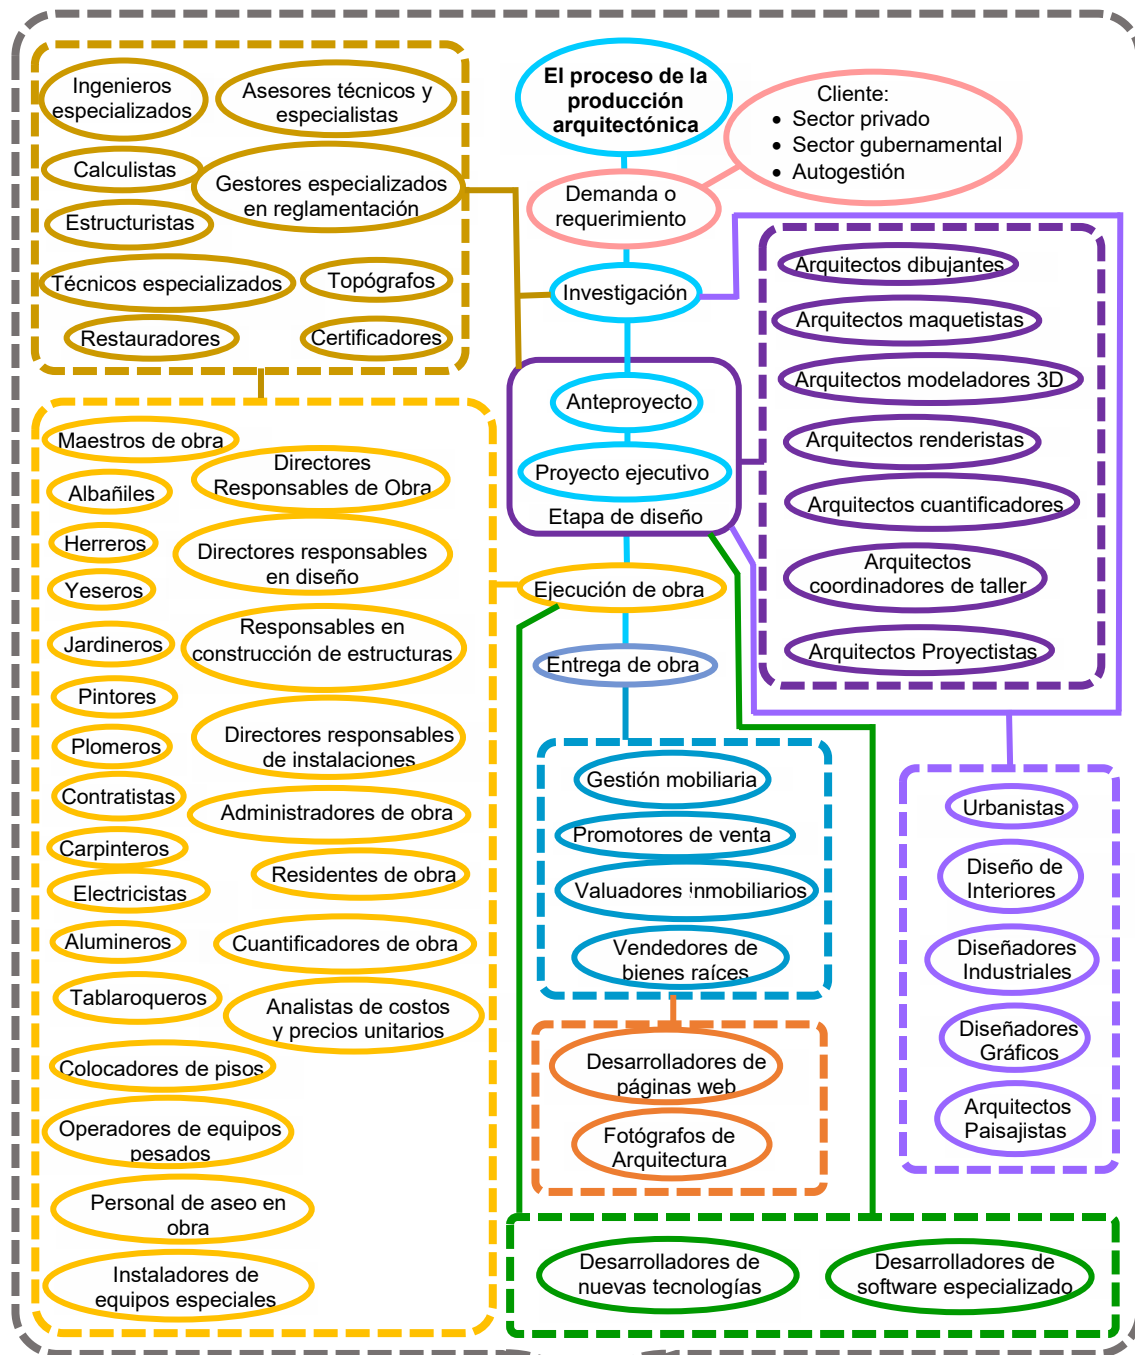 El proceso de la
producción
arquitectónica
Cliente:
• Sector privado
• Sector gubernamental
• Autogestión
Demanda o
requerimiento
Investigación
Anteproyecto
Proyecto ejecutivo
Etapa de diseño
Ejecución de obra
Entrega de obra
Ingenieros
especializados
Asesores técnicos y
especialistas
Calculistas
Gestores especializados
en reglamentación
Estructuristas
Técnicos especializados
Topógrafos
Restauradores
Certificadores
Maestros de obra
Albañiles
Herreros
Yeseros
Jardineros
Pintores
Plomeros
Contratistas
Carpinteros
Electricistas
Alumineros
Tablaroqueros
Colocadores de pisos
Operadores de equipos
pesados
Personal de aseo en
obra
Instaladores de
equipos especiales
Directores
Responsables de Obra
Directores responsables
en diseño
Responsables en
construcción de estructuras
Directores responsables
de instalaciones
Administradores de obra
Residentes de obra
Cuantificadores de obra
Analistas de costos
y precios unitarios
Arquitectos dibujantes
Arquitectos maquetistas
Arquitectos modeladores 3D
Arquitectos renderistas
Arquitectos cuantificadores
Arquitectos
coordinadores de taller
Arquitectos Proyectistas
Gestión mobiliaria
Promotores de venta
Valuadores inmobiliarios
Vendedores de
bienes raíces
Desarrolladores de
páginas web
Fotógrafos de
Arquitectura
Urbanistas
Diseño de
Interiores
Diseñadores
Industriales
Diseñadores
Gráficos
Arquitectos
Paisajistas
Desarrolladores de
nuevas tecnologías
Desarrolladores de
software especializado